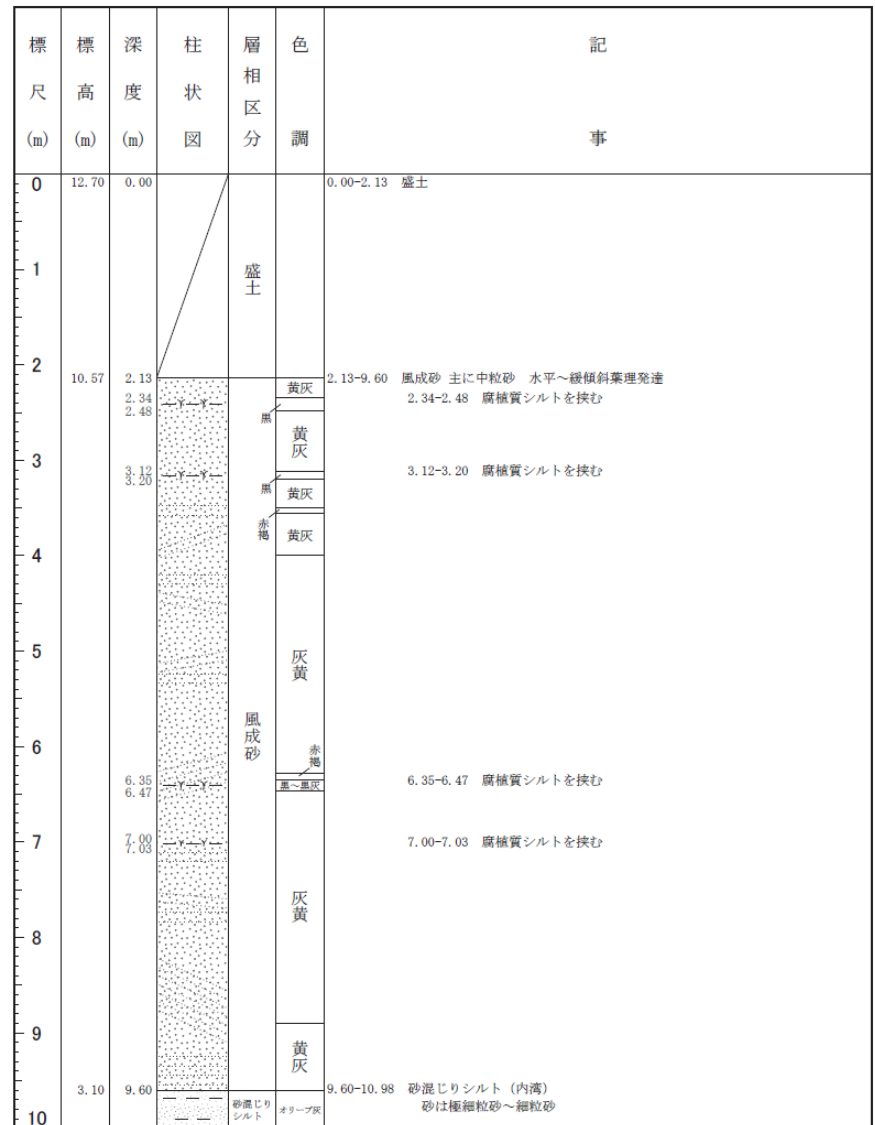 標尺(m)
標高(m)
深度(m)
柱状図
層相区分
色調
記事
0 12.70 0.00 0.00-2.13 盛土
1
盛土
2
10.57 2.13 黄灰 2.13-9.60 風成砂 主に中粒砂 水平~緩傾斜葉理発達
2.34 2.34-2.48 腐植質シルトを挟む
2.48 黒
黄灰
3
3.12 3.12-3.20 腐植質シルトを挟む
3.20 黒
黄灰
赤褐
黄灰
4
5
灰黄
風成砂
6
赤褐
6.35 黒~黒灰 6.35-6.47 腐植質シルトを挟む
6.47
7 7.00 7.00-7.03 腐植質シルトを挟む
7.03
灰黄
8
9
黄灰
3.10 9.60 9.60-10.98 砂混じりシルト(内湾)
砂混じりシルト オリーブ灰 砂は極細粒砂~細粒砂
10